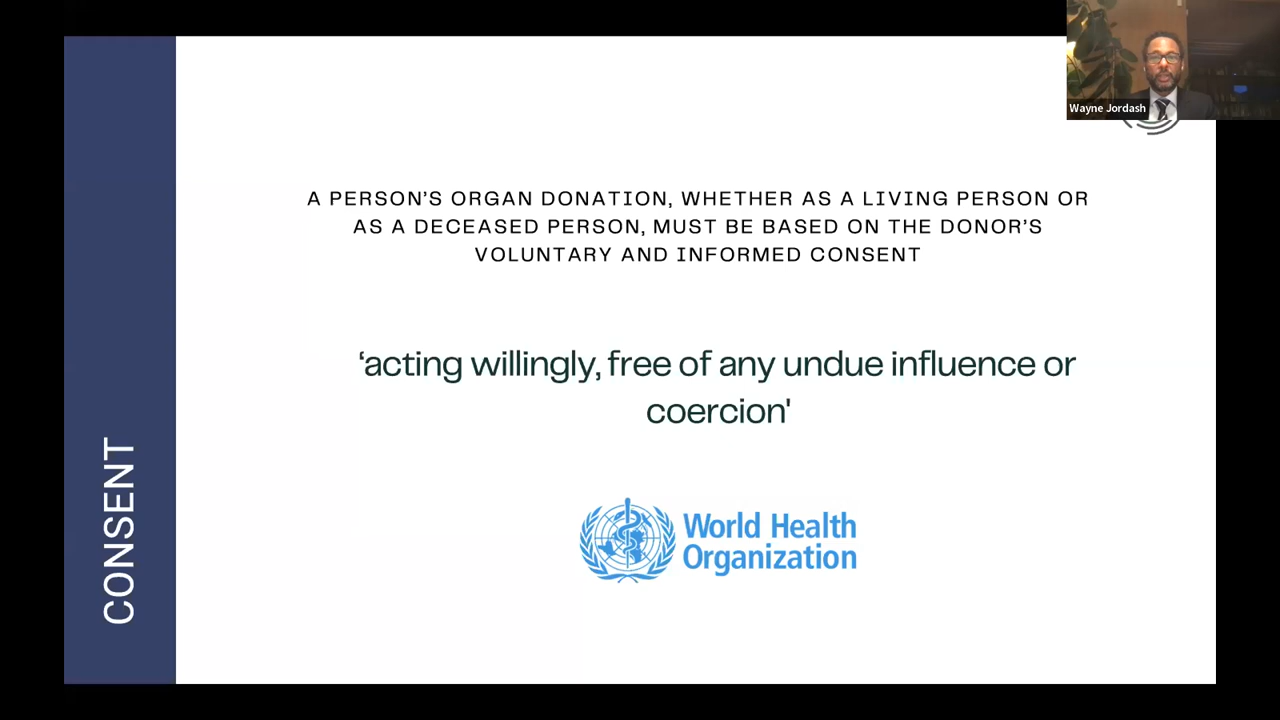 Wayne Jordash
A PERSON’S ORGAN DONATION, WHETHER AS A LIVING PERSON OR
AS A DECEASED PERSON, MUST BE BASED ON THE DONOR’S
VOLUNTARY AND INFORMED CONSENT
‘acting willingly, free of any undue influence or
coercion'
World Health
Organization
CONSENT